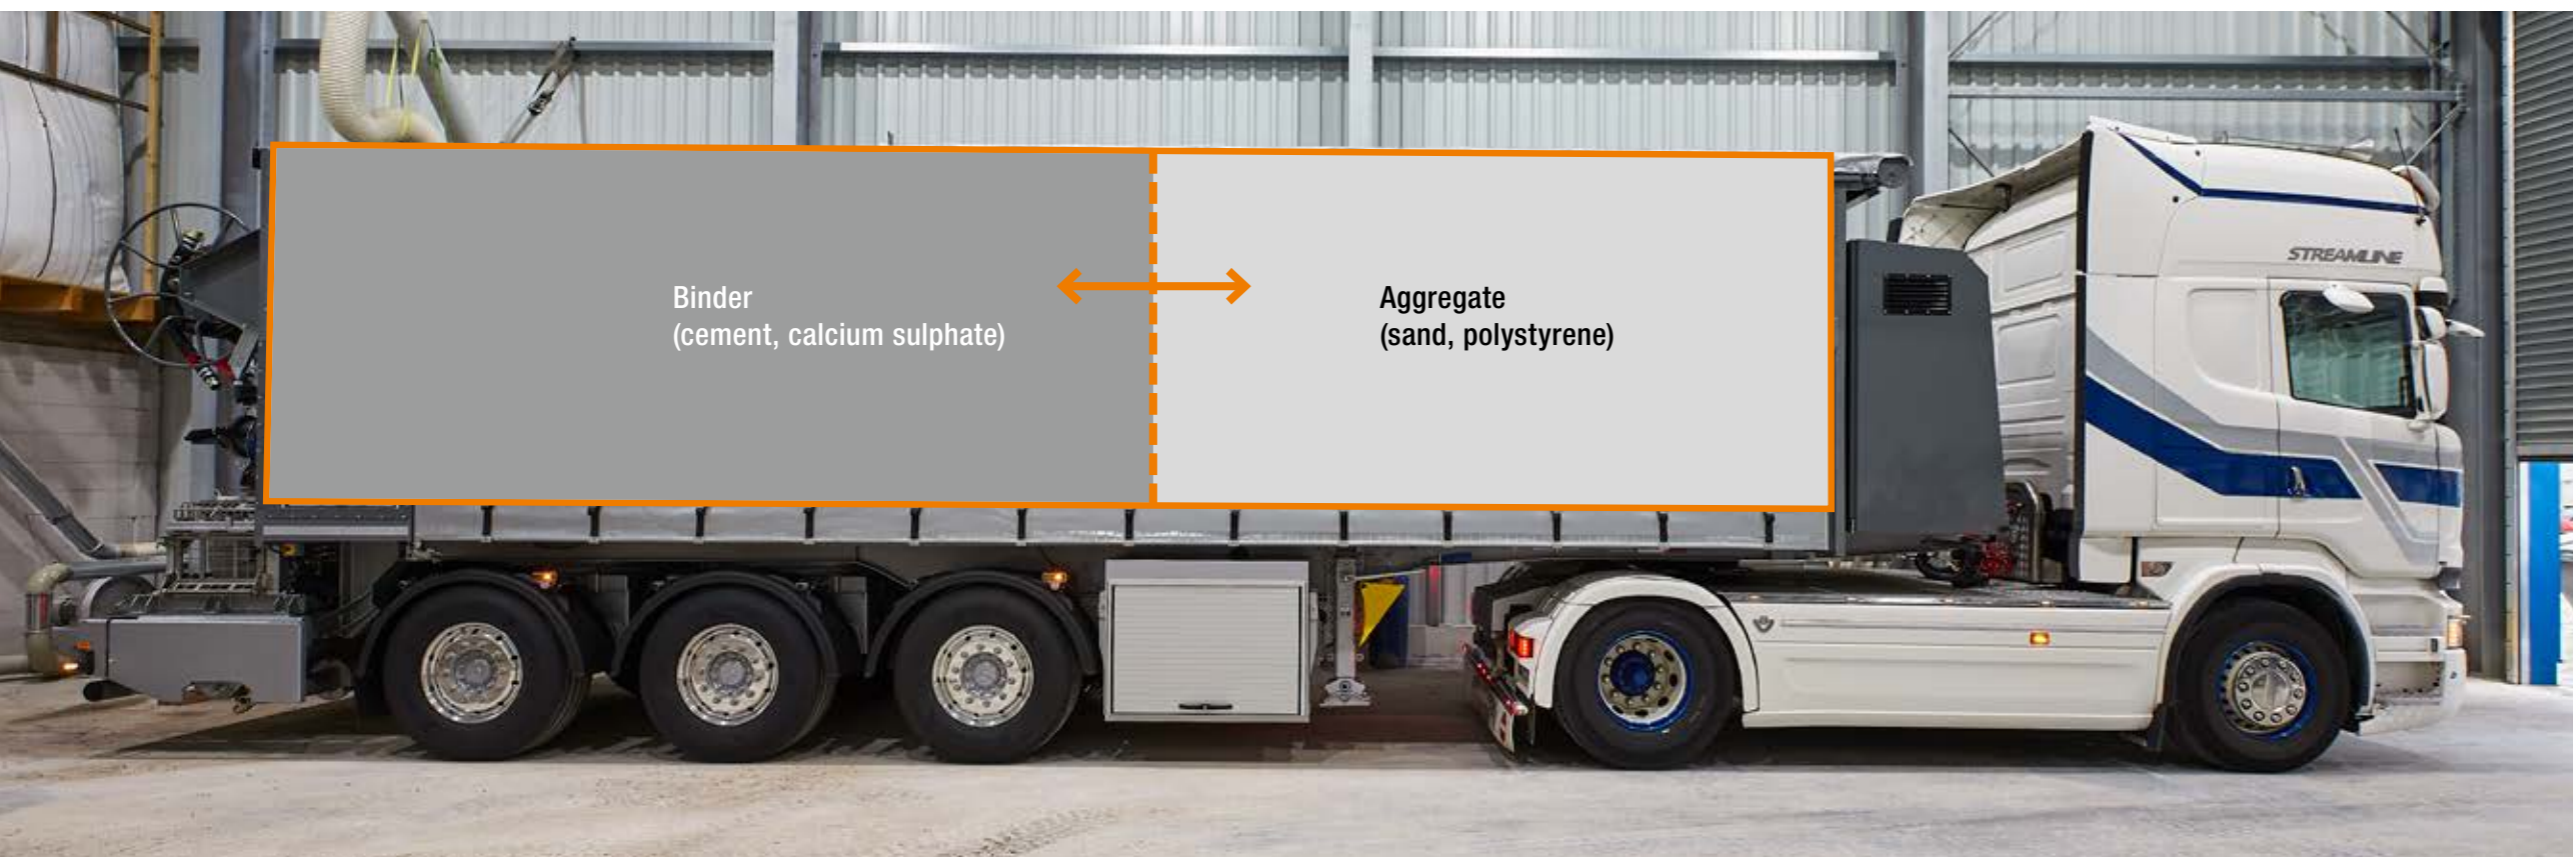 Binder
(cement, calcium sulphate)
Aggregate
(sand, polystyrene)
STREAMLINE